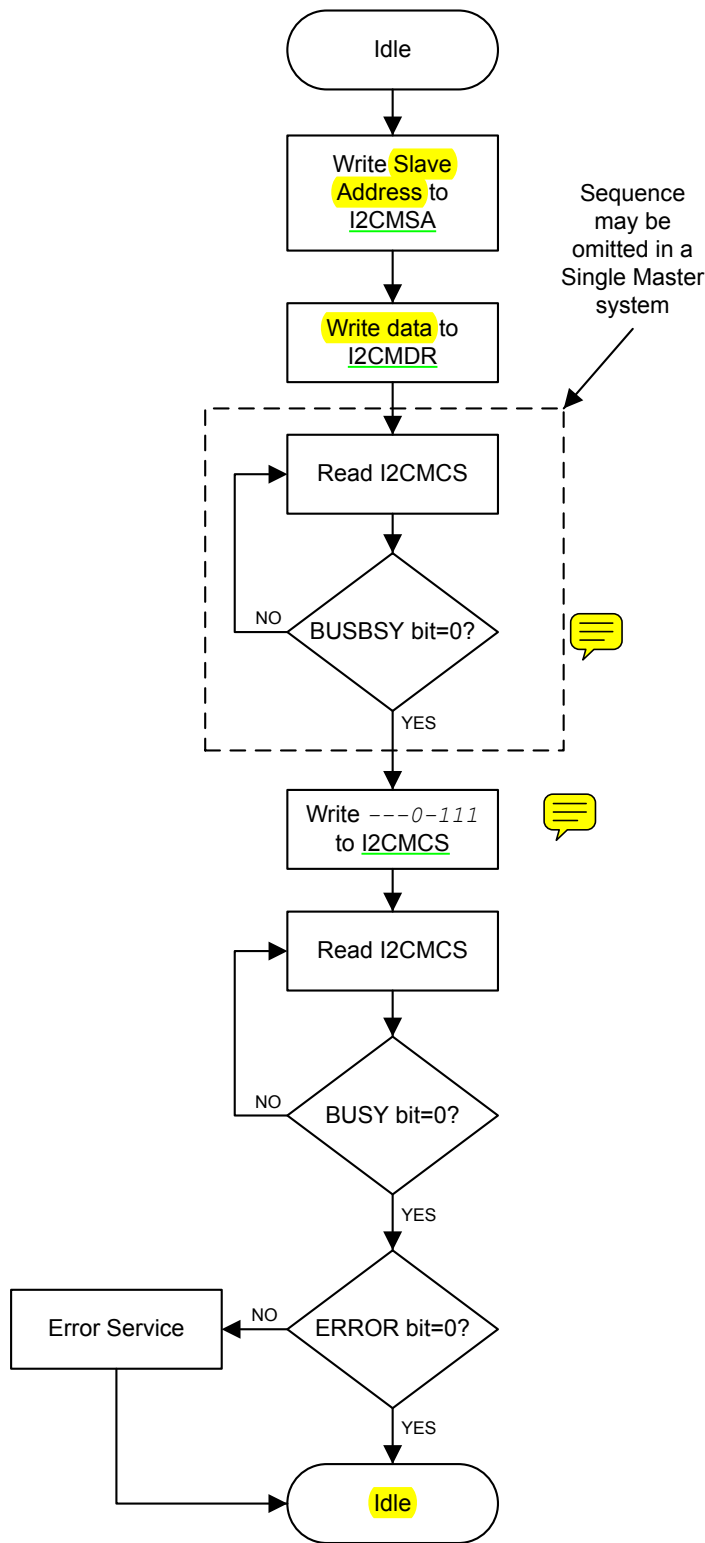 Idle
Write Slave
Address to
I2CMSA
Sequence
may be
omitted in a
Single Master
system
Write data to
I2CMDR
Read I2CMCS
BUSBSY bit=0?
NO
YES
Write ---0-111
to I2CMCS
Read I2CMCS
BUSY bit=0?
NO
YES
ERROR bit=0?
NO
Error Service
YES
Idle